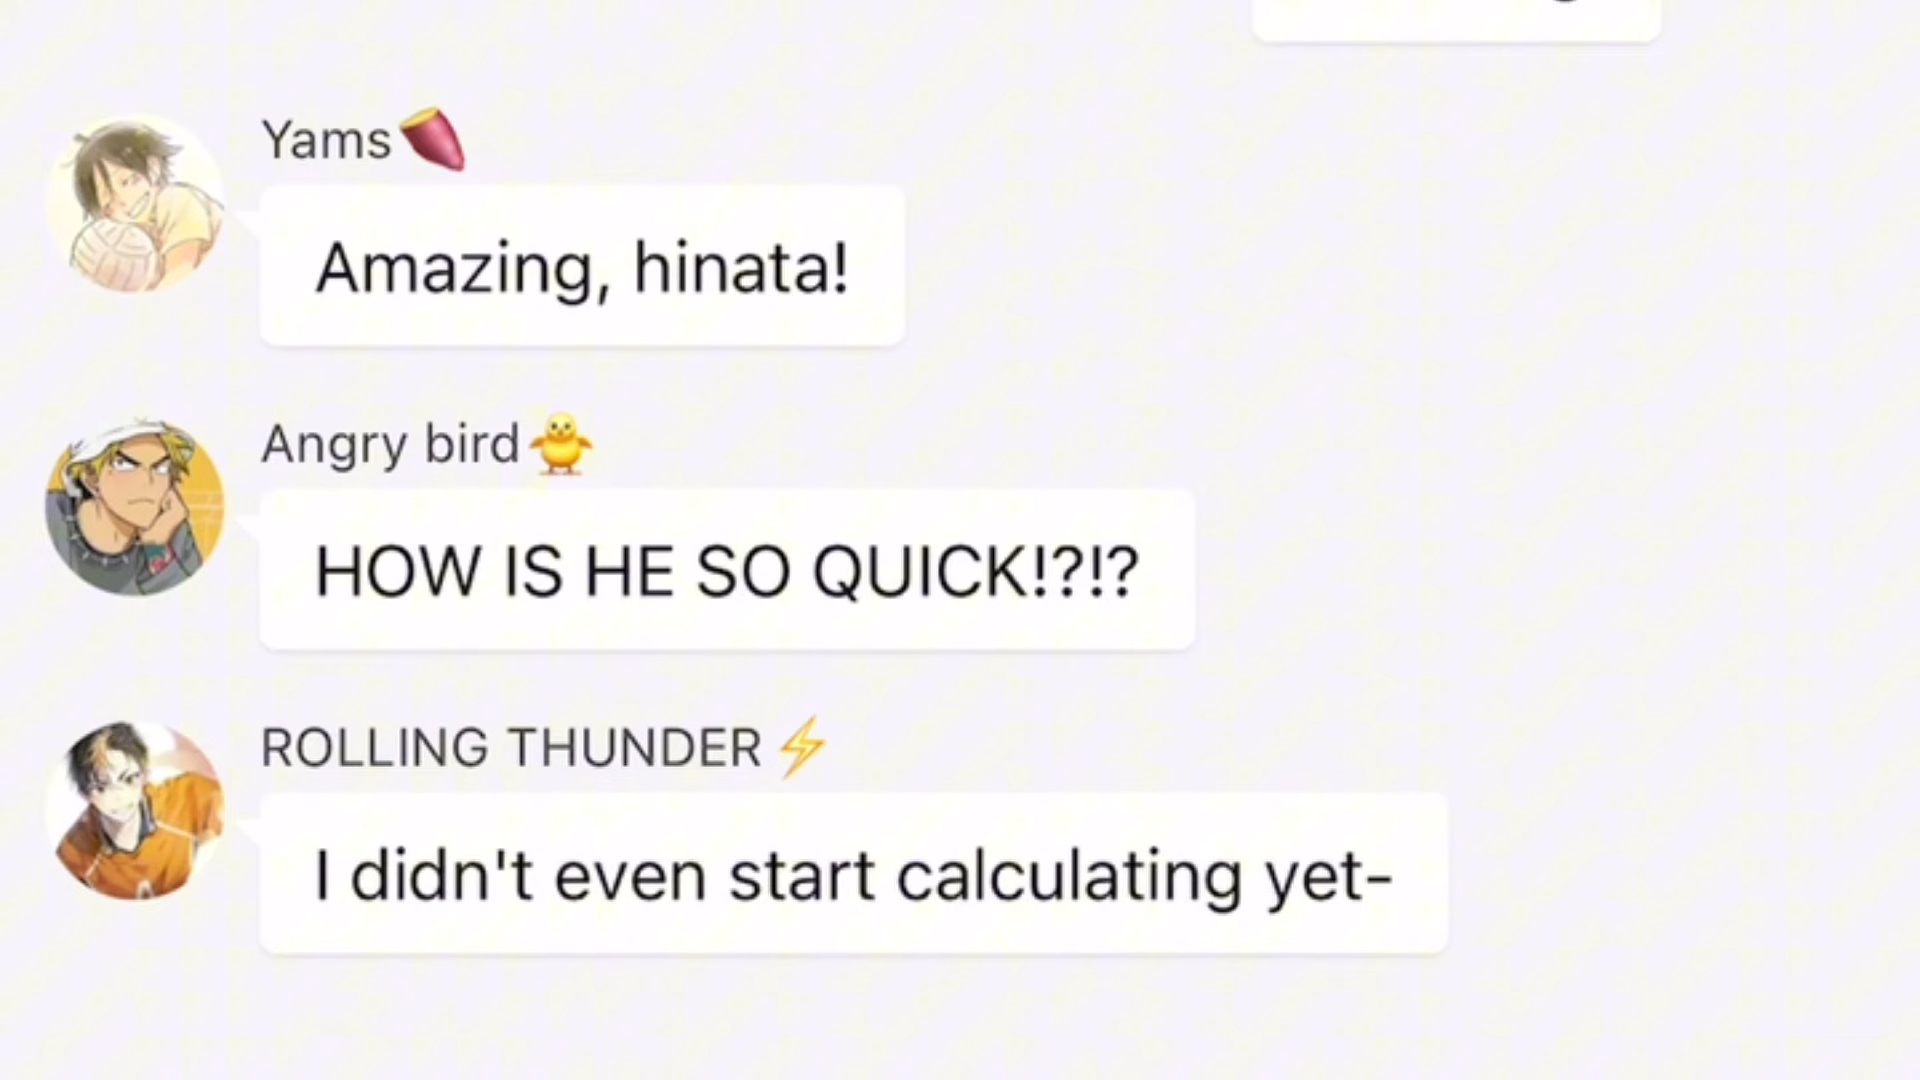 Yams🍠
Amazing, hinata!
Angry bird🐥
HOW IS HE SO QUICK!?!?
ROLLING THUNDER⚡
I didn't even start calculating yet-